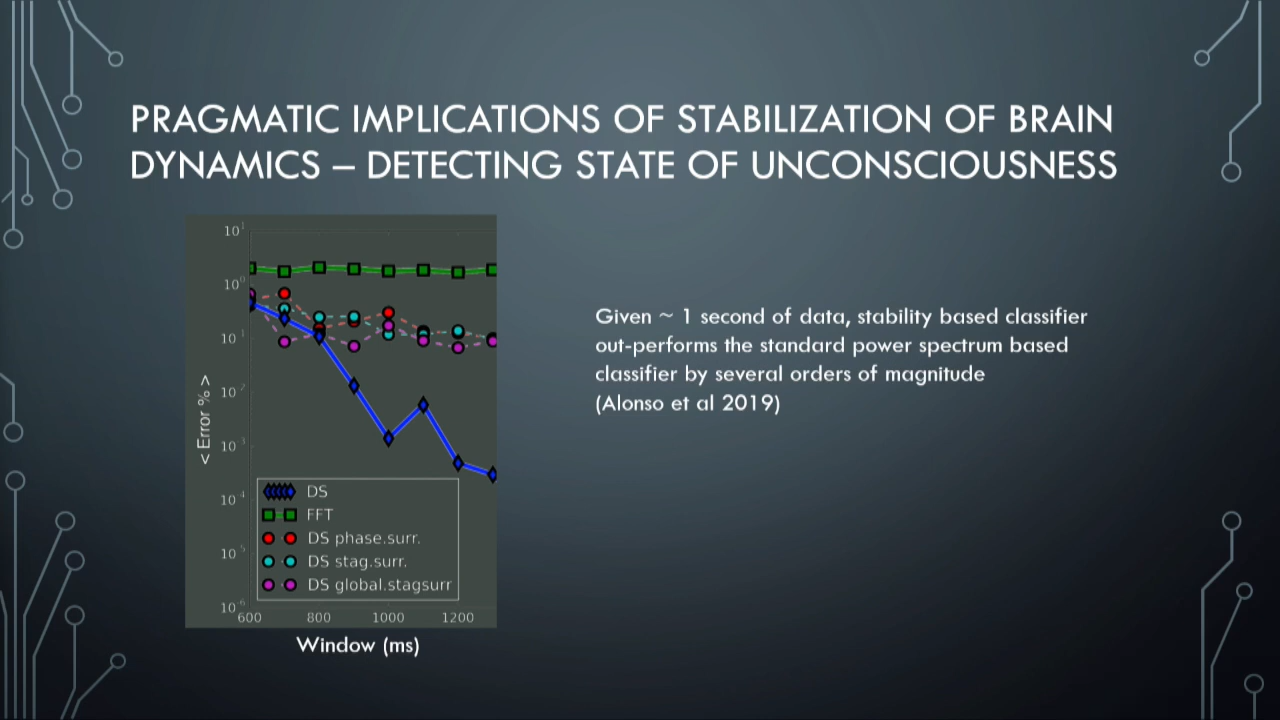 PRAGMATIC IMPLICATIONS OF STABILIZATION OF BRAIN
DYNAMICS – DETECTING STATE OF UNCONSCIOUSNESS
< Error % >
10^1
10^0
10^-1
10^-2
10^-3
10^-4
10^-5
10^-6
DS
FFT
DS phase.surr.
DS stag.surr.
DS global.stagsurr
600 800 1000 1200
Window (ms)
Given ~ 1 second of data, stability based classifier
out-performs the standard power spectrum based
classifier by several orders of magnitude
(Alonso et al 2019)